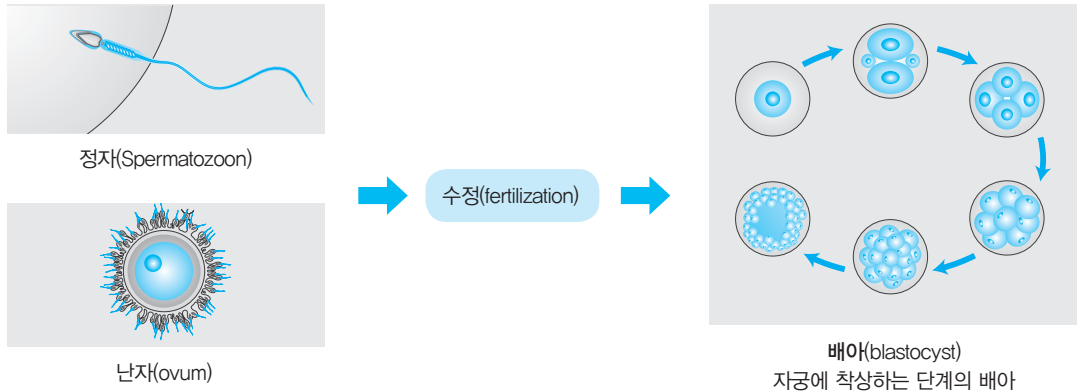 정자(Spermatozoon)
난자(ovum)
수정(fertilization)
배아(blastocyst)
자궁에 착상하는 단계의 배아